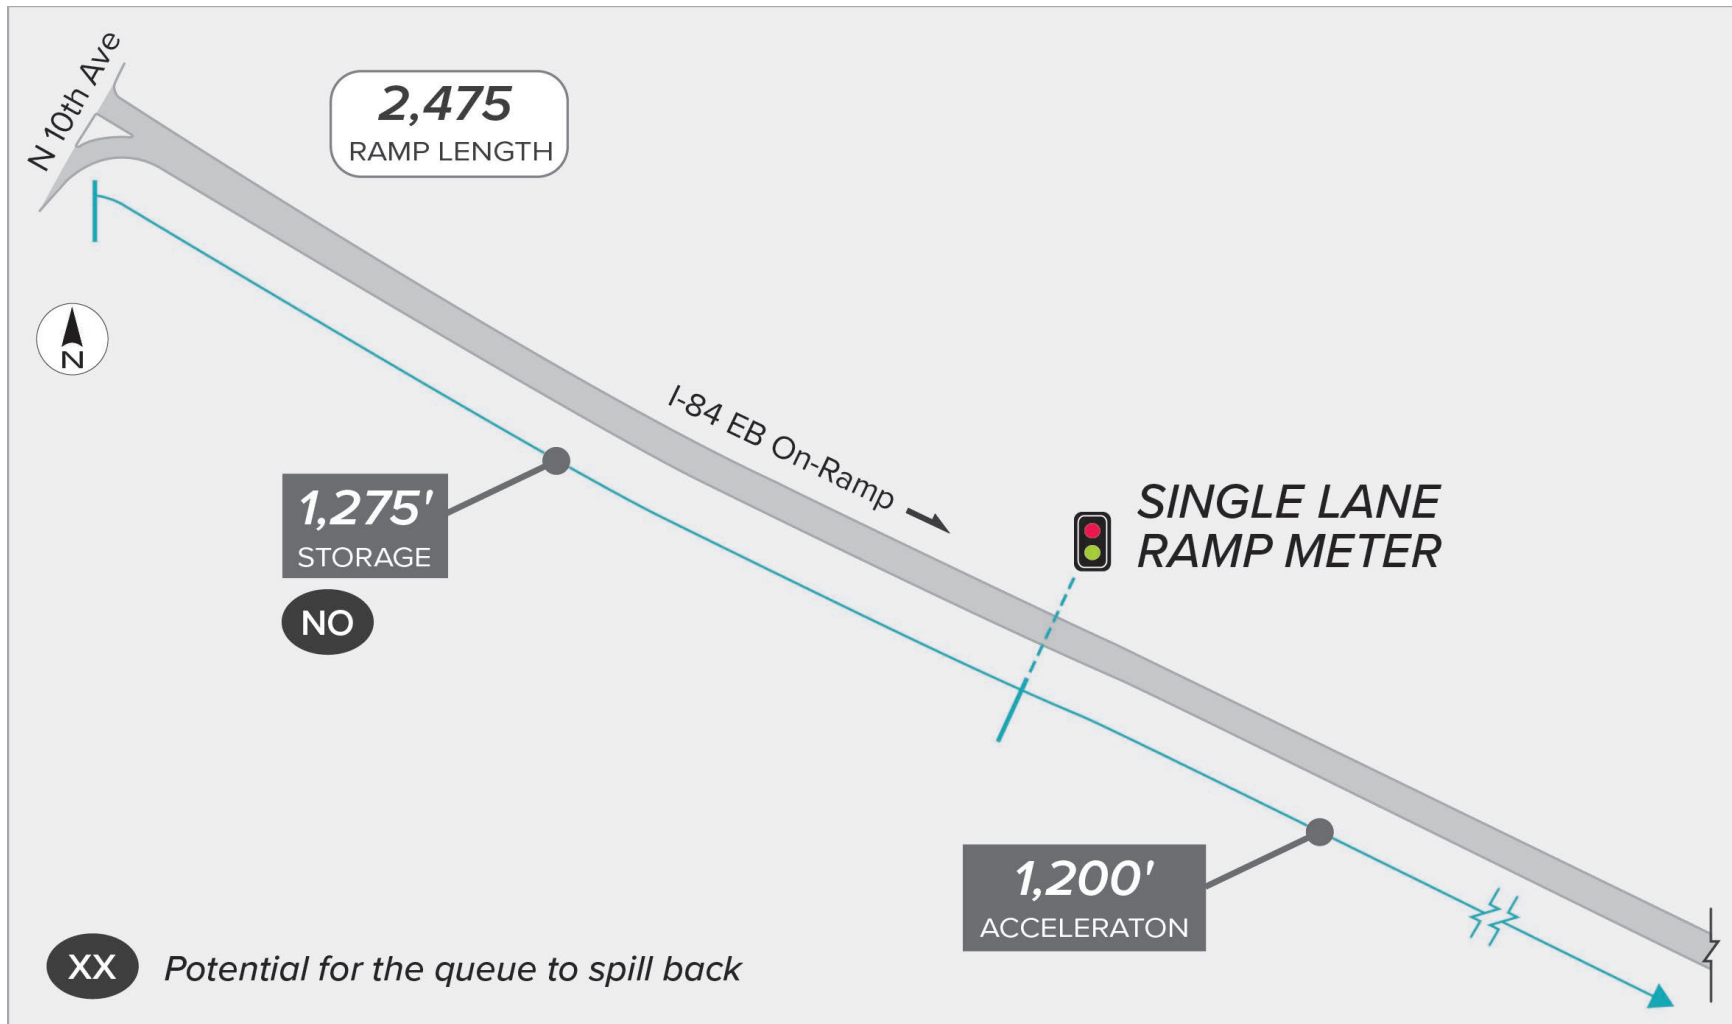 N 10th Ave
2,475
RAMP LENGTH
N
I-84 EB On-Ramp
1,275'
STORAGE
NO
SINGLE LANE
RAMP METER
1,200'
ACCELERATON
XX Potential for the queue to spill back